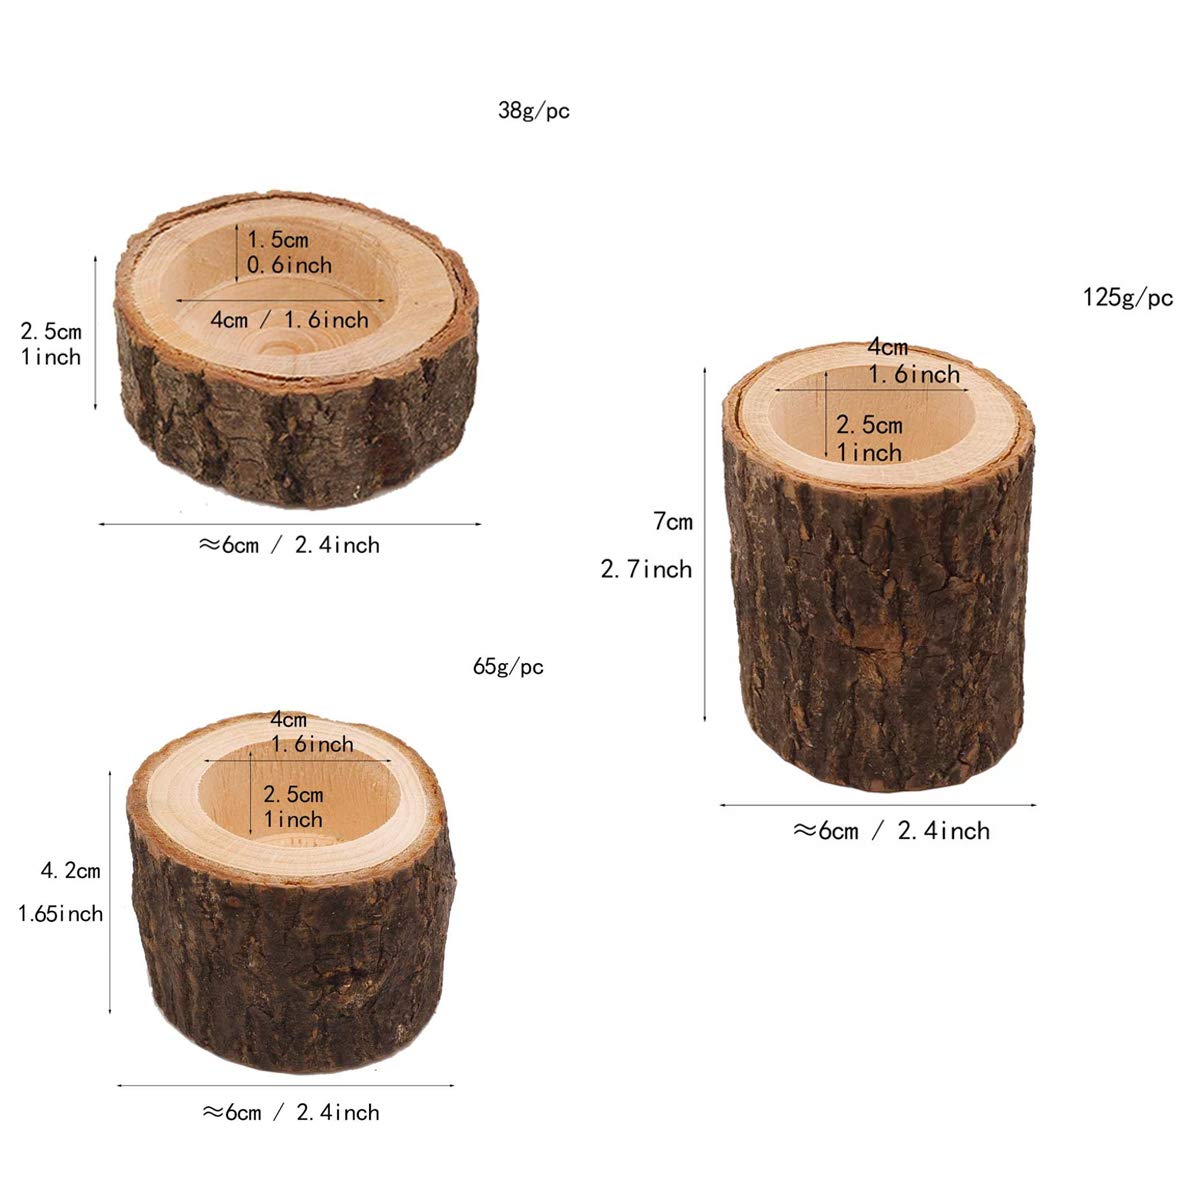 38g/pc
1.5cm
0.6inch
4cm / 1.6inch
2.5cm
1inch
≈6cm / 2.4inch
125g/pc
4cm
1.6inch
2.5cm
1inch
7cm
2.7inch
≈6cm / 2.4inch
65g/pc
4cm
1.6inch
2.5cm
1inch
4.2cm
1.65inch
≈6cm / 2.4inch